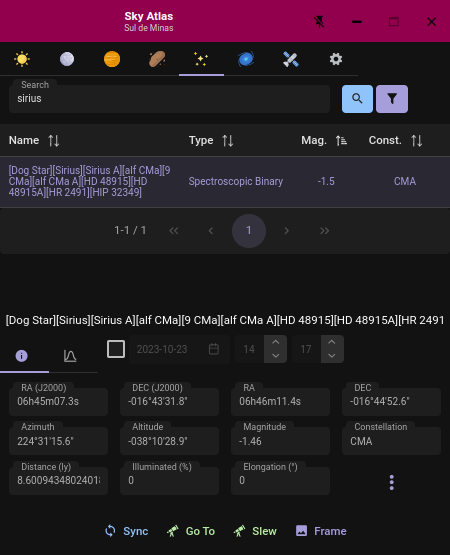 Sky Atlas
Sul de Minas
Search
sirius
Name
Type
Mag.
Const.
[Dog Star][Sirius][Sirius A][alf CMa][9
CMa][alf CMa A][HD 48915][HD
48915A][HR 2491][HIP 32349]
Spectroscopic Binary
-1.5
CMA
1-1 / 1
1
[Dog Star][Sirius][Sirius A][alf CMa][9 CMa][alf CMa A][HD 48915][HD 48915A][HR 2491
2023-10-23
14
17
RA (J2000)
06h45m07.3s
DEC (J2000)
-016°43'31.8"
RA
06h46m11.4s
DEC
-016°44'52.6"
Azimuth
224°31'15.6"
Altitude
-038°10'28.9"
Magnitude
-1.46
Constellation
CMA
Distance (ly)
8.6009434802401
Illuminated (%)
0
Elongation (°)
0
Sync
Go To
Slew
Frame